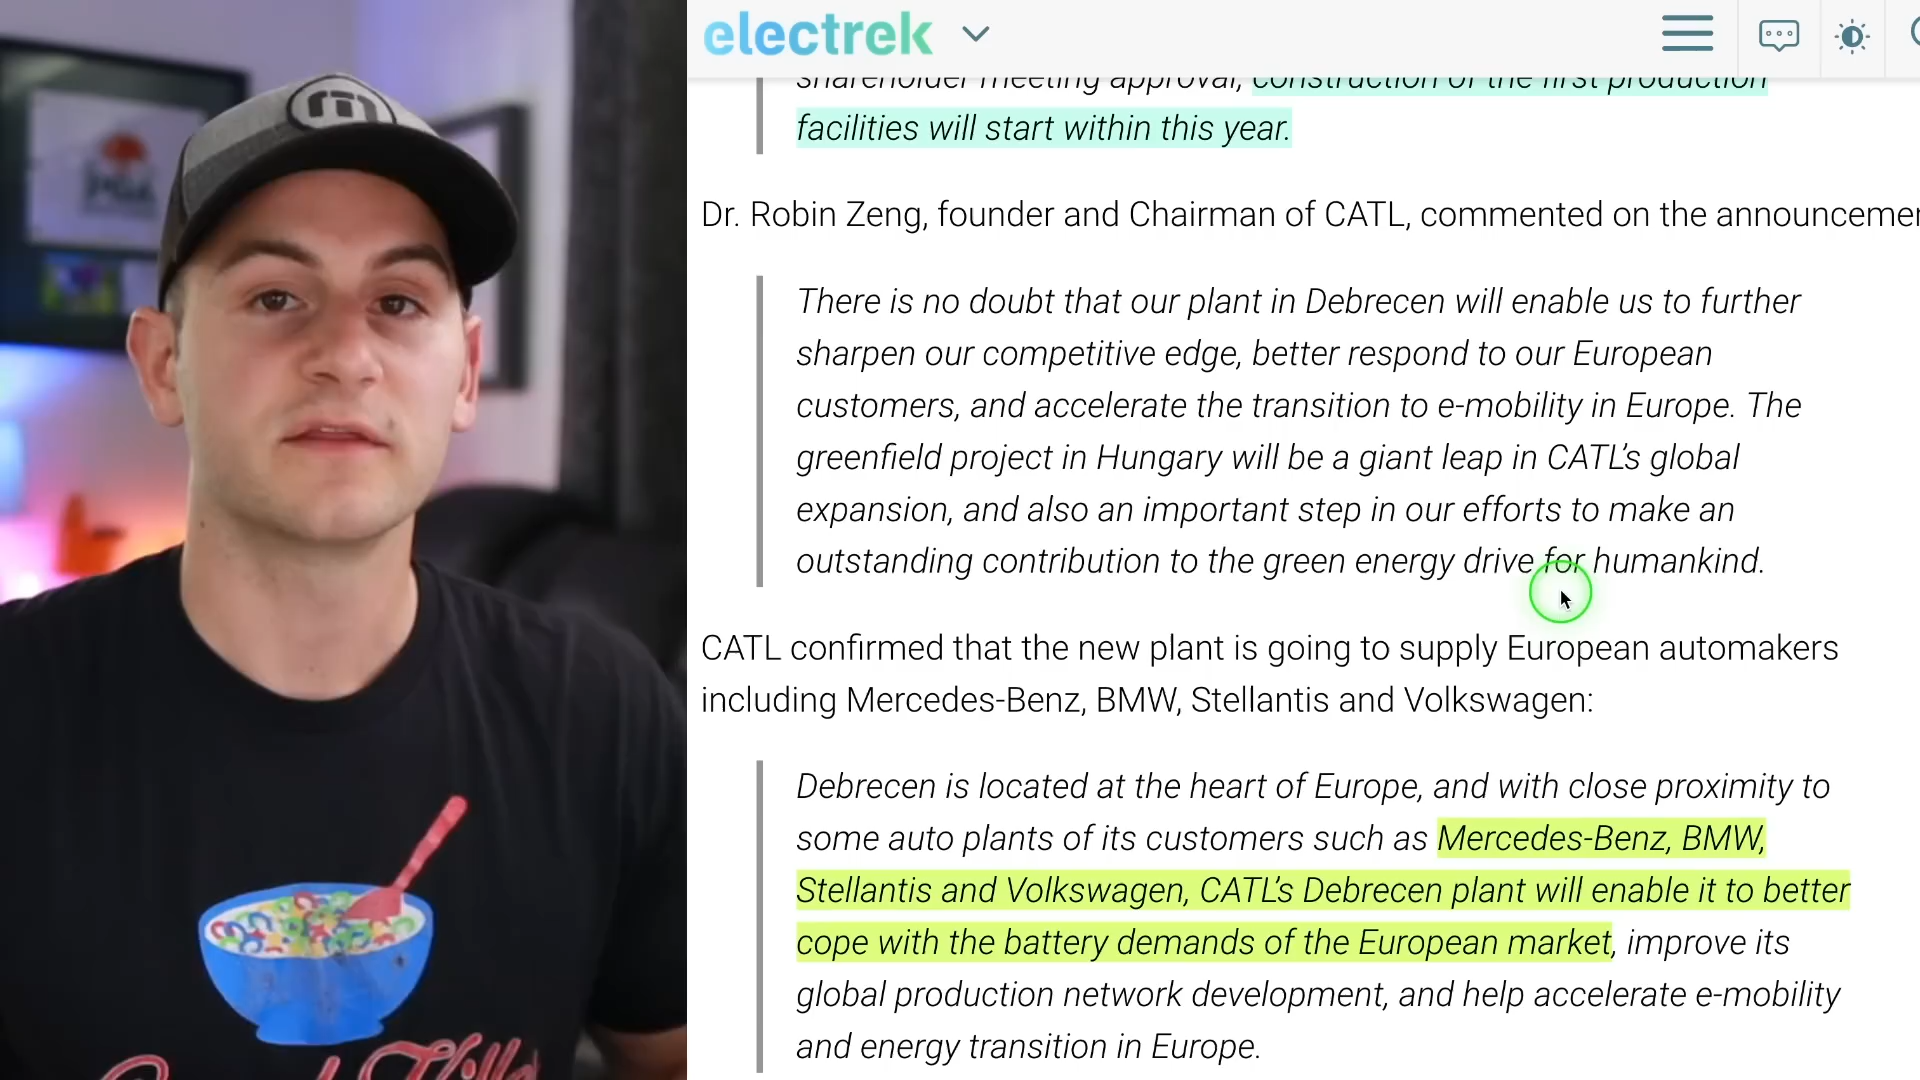 electrek
shareholder meeting approval, construction of the first production
facilities will start within this year.
Dr. Robin Zeng, founder and Chairman of CATL, commented on the
There is no doubt that our plant in Debrecen will enable us to further
sharpen our competitive edge, better respond to our European
customers, and accelerate the transition to e-mobility in Europe. The
greenfield project in Hungary will be a giant leap in CATL's global
expansion, and also an important step in our efforts to make an
outstanding contribution to the green energy drive for humankind.
CATL confirmed that the new plant is going to supply European automakers
including Mercedes-Benz, BMW, Stellantis and Volkswagen:
Debrecen is located at the heart of Europe, and with close proximity to
some auto plants of its customers such as Mercedes-Benz, BMW,
Stellantis and Volkswagen, CATL's Debrecen plant will enable it to better
cope with the battery demands of the European market, improve its
global production network development, and help accelerate e-mobility
and energy transition in Europe.
PGA